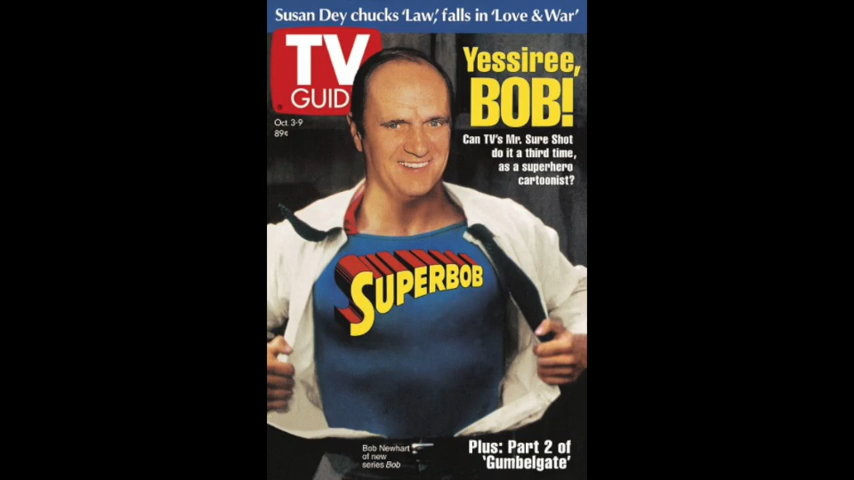 Susan Dey chucks 'Law,' falls in 'Love & War'
TV
GUID
Oct. 3-9
89¢
Yessiree,
BOB!
Can TV's Mr. Sure Shot
do it a third time,
as a superhero
cartoonist?
SUPERBOB
Bob Newhart
of new
series Bob
Plus: Part 2 of
'Gumbelgate'